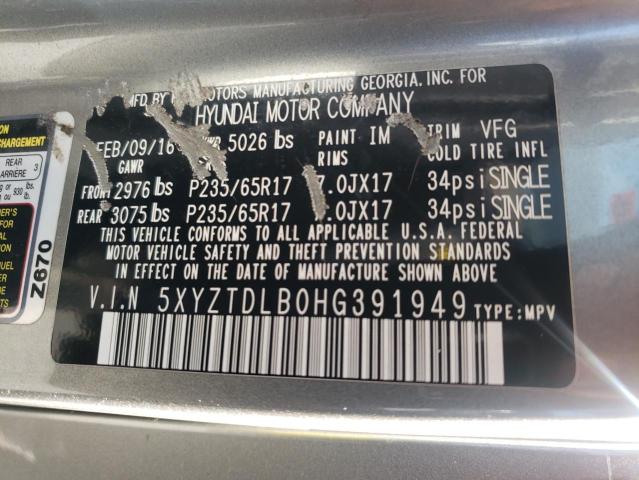 MFD BY MOTORS MANUFACTURING GEORGIA, INC. FOR
HYUNDAI MOTOR COMPANY
FEB/09/16 5026 lbs PAINT IM TRIM VFG
GAWR RIMS COLD TIRE INFL
FRONT 2976 lbs P235/65R17 .0JX17 34psi SINGLE
REAR 3075 lbs P235/65R17 .0JX17 34psi SINGLE
THIS VEHICLE CONFORMS TO ALL APPLICABLE U.S.A. FEDERAL
MOTOR VEHICLE SAFETY AND THEFT PREVENTION STANDARDS
IN EFFECT ON THE DATE OF MANUFACTURE SHOWN ABOVE.
V.I.N 5XYZTDLB0HG391949 TYPE:MPV
Z670
REAR 3
ARRIERE